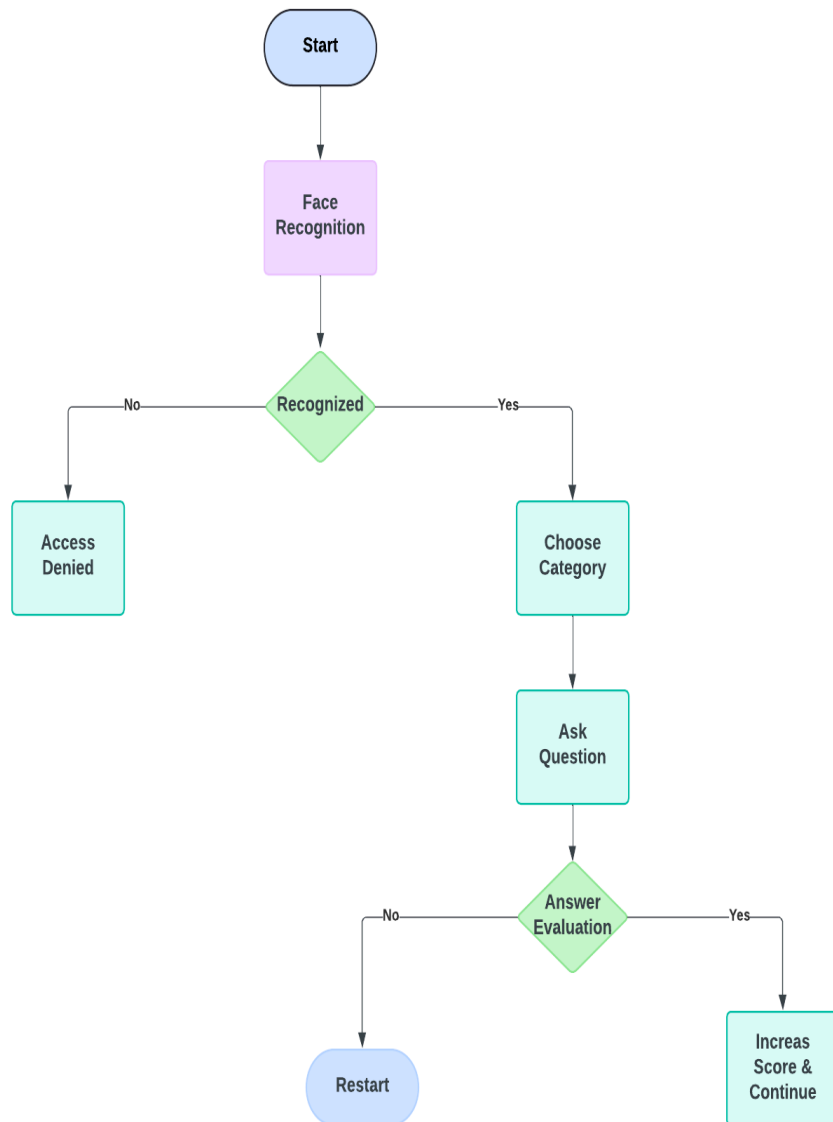 Start
Face
Recognition
Recognized
No
Yes
Access
Denied
Choose
Category
Ask
Question
Answer
Evaluation
No
Yes
Restart
Increas
Score &
Continue